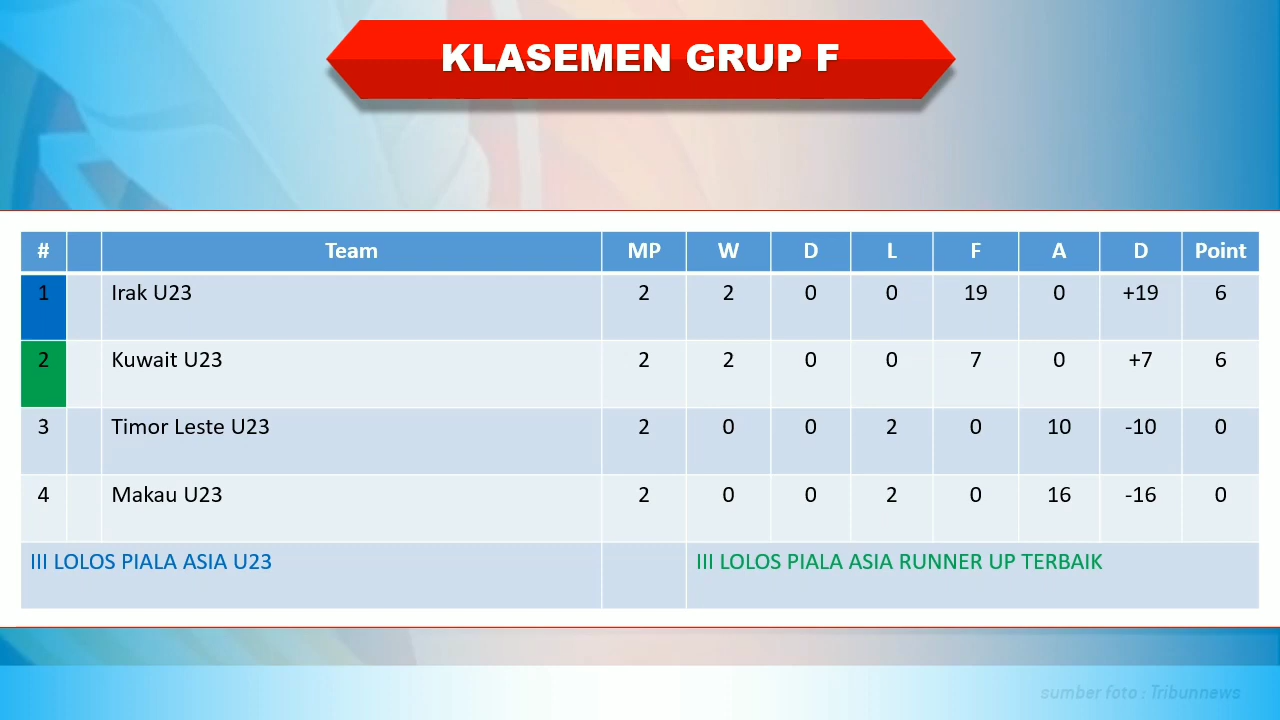 KLASEMEN GRUP F
# Team MP W D L F A D Point
1 Irak U23 2 2 0 0 19 0 +19 6
2 Kuwait U23 2 2 0 0 7 0 +7 6
3 Timor Leste U23 2 0 0 2 0 10 -10 0
4 Makau U23 2 0 0 2 0 16 -16 0
III LOLOS PIALA ASIA U23 III LOLOS PIALA ASIA RUNNER UP TERBAIK
sumber foto : Tribunnews